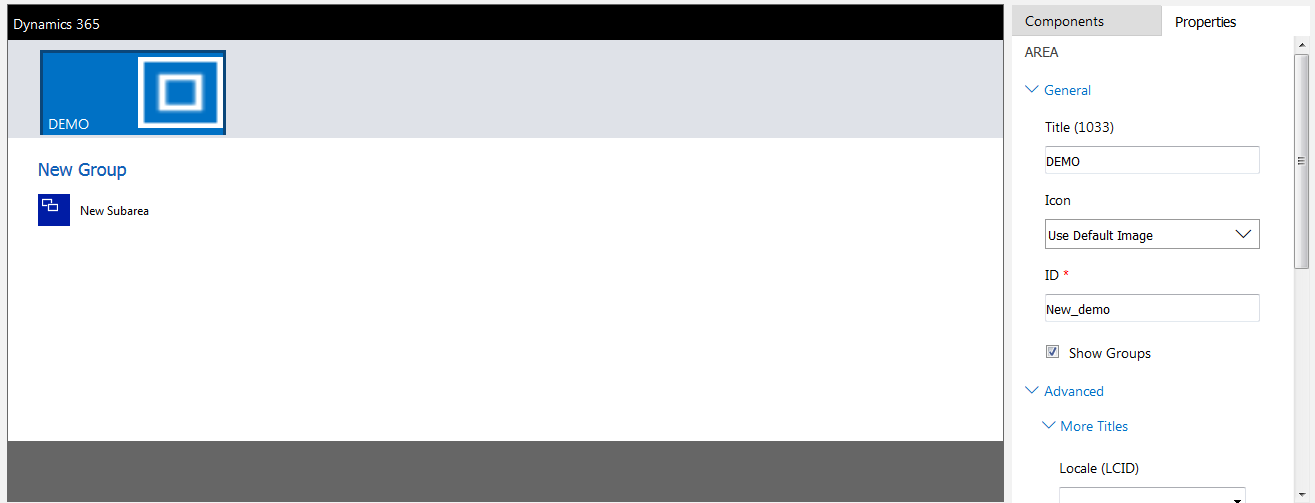 Dynamics 365
DEMO
New Group
New Subarea
Components
Properties
AREA
General
Title (1033)
DEMO
Icon
Use Default Image
ID *
New_demo
Show Groups
Advanced
More Titles
Locale (LCID)